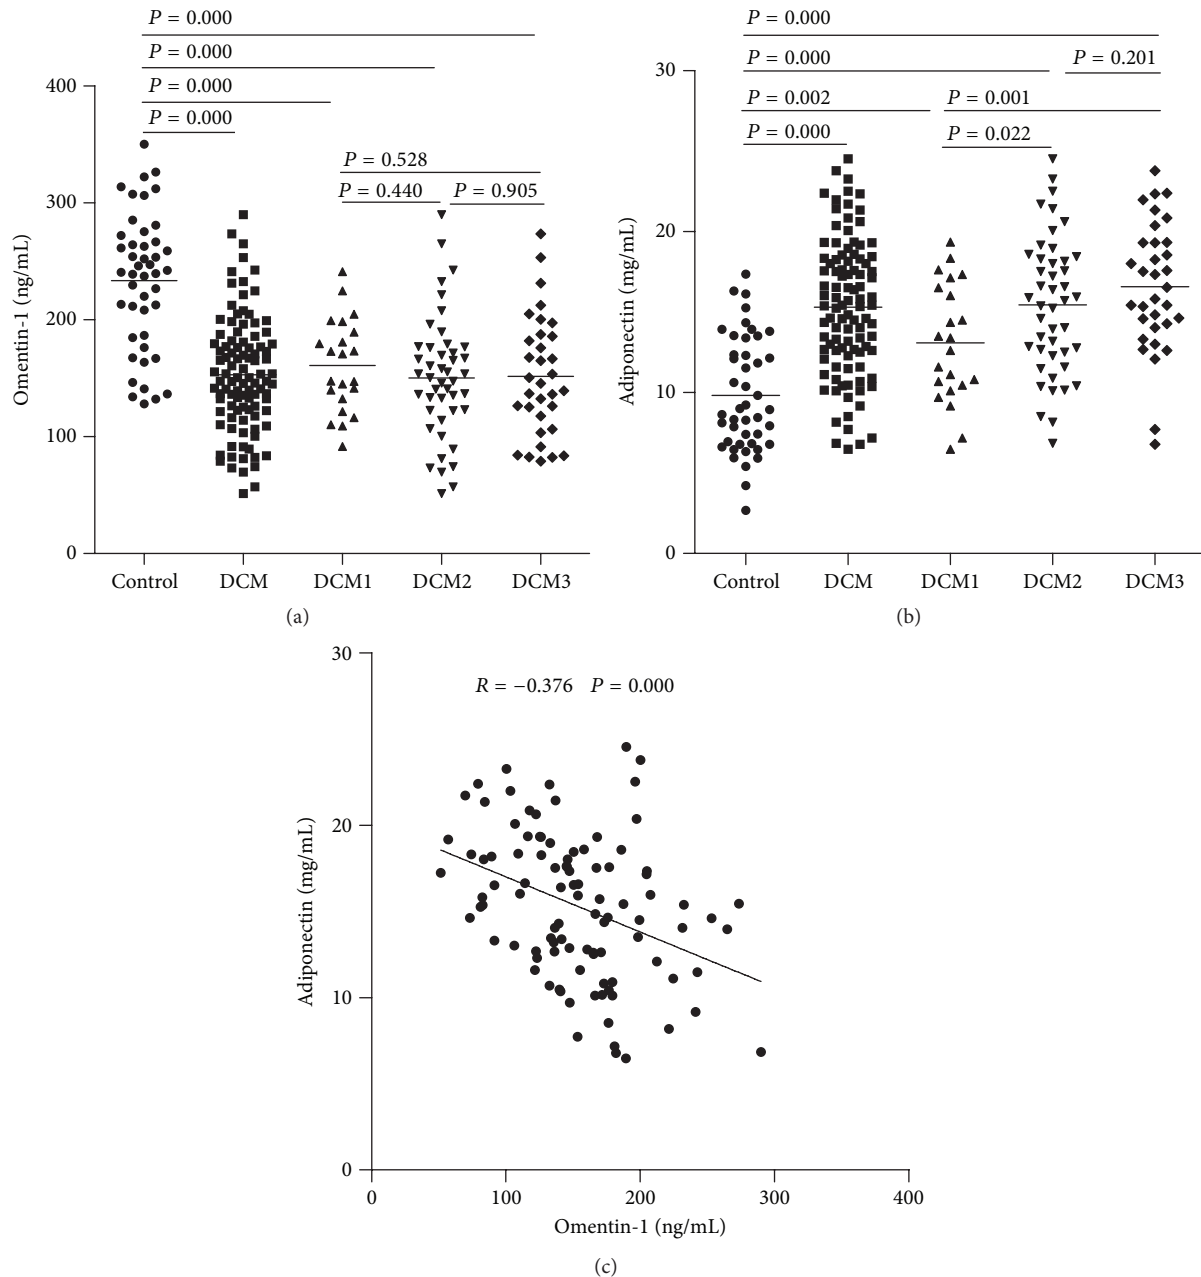 P = 0.000
P = 0.000
P = 0.000
P = 0.000
P = 0.528
P = 0.440 P = 0.905
400
300
200
100
0
Omentin-1 (ng/mL)
Control DCM DCM1 DCM2 DCM3
(a)
P = 0.000
P = 0.000 P = 0.201
P = 0.002 P = 0.001
P = 0.000 P = 0.022
30
20
10
0
Adiponectin (mg/mL)
Control DCM DCM1 DCM2 DCM3
(b)
R = −0.376 P = 0.000
30
20
10
0
Adiponectin (mg/mL)
0 100 200 300 400
Omentin-1 (ng/mL)
(c)